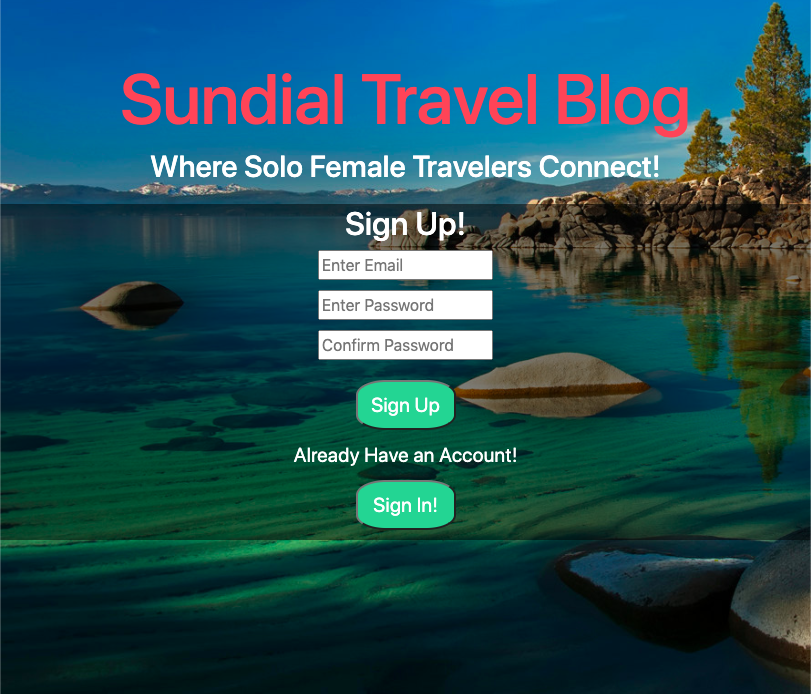 Sundial Travel Blog
Where Solo Female Travelers Connect!
Sign Up!
Enter Email
Enter Password
Confirm Password
Sign Up
Already Have an Account!
Sign In!